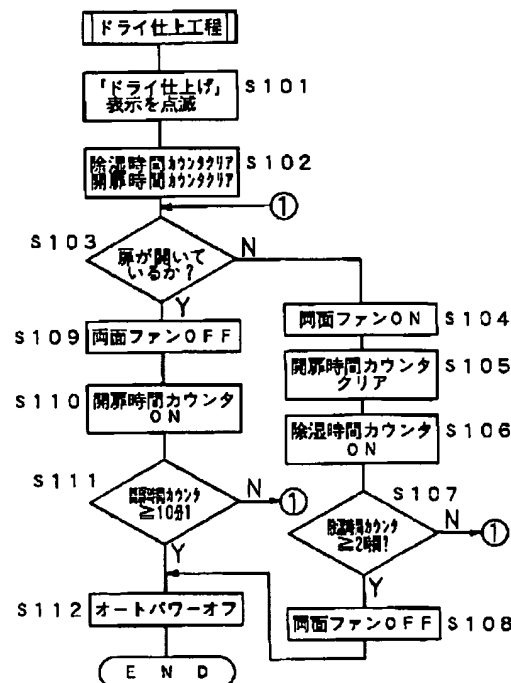 ドライ仕上工程
「ドライ仕上げ」
表示を点滅
S101
除湿時間カウンタクリア
開扉時間カウンタクリア
S102
①
S103
扉が開いて
いるか?
N
Y
S109
両面ファンOFF
両面ファンON
S104
開扉時間カウンタ
クリア
S105
S110
開扉時間カウンタ
ON
除湿時間カウンタ
ON
S106
S111
開扉時間カウンタ
≧10分?
N
①
Y
S107
除湿時間カウンタ
≧2時間?
N
①
Y
S112
オートパワーオフ
両面ファンOFF
S108
END